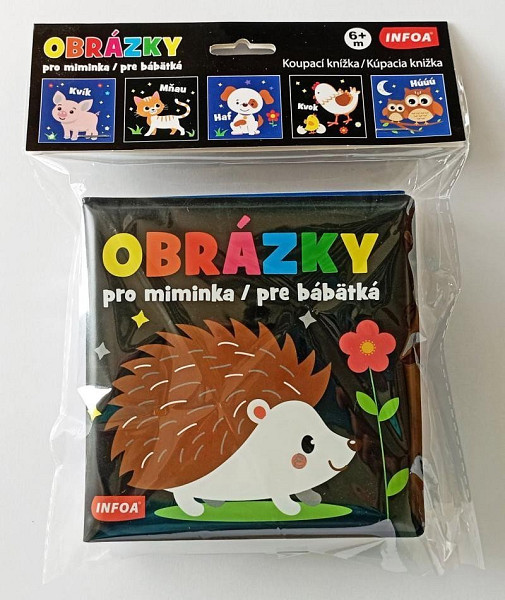 OBRÁZKY
pro miminka / pre bábätká
6+
m
INFOA®
Koupací knížka/Kúpacia knižka
Kvík
Mňau
Haf
Kvok
Húúú
OBRÁZKY
pro miminka / pre bábätká
INFOA®